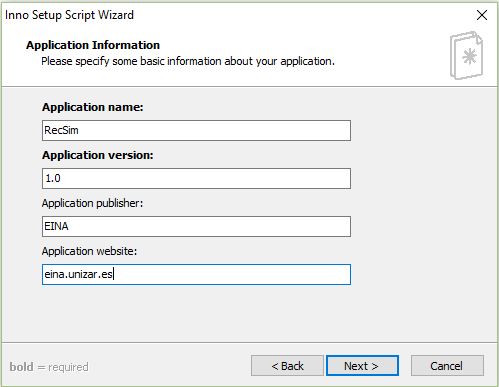 Inno Setup Script Wizard
Application Information
Please specify some basic information about your application.
Application name:
RecSim
Application version:
1.0
Application publisher:
EINA
Application website:
eina.unizar.es
bold = required
< Back
Next >
Cancel